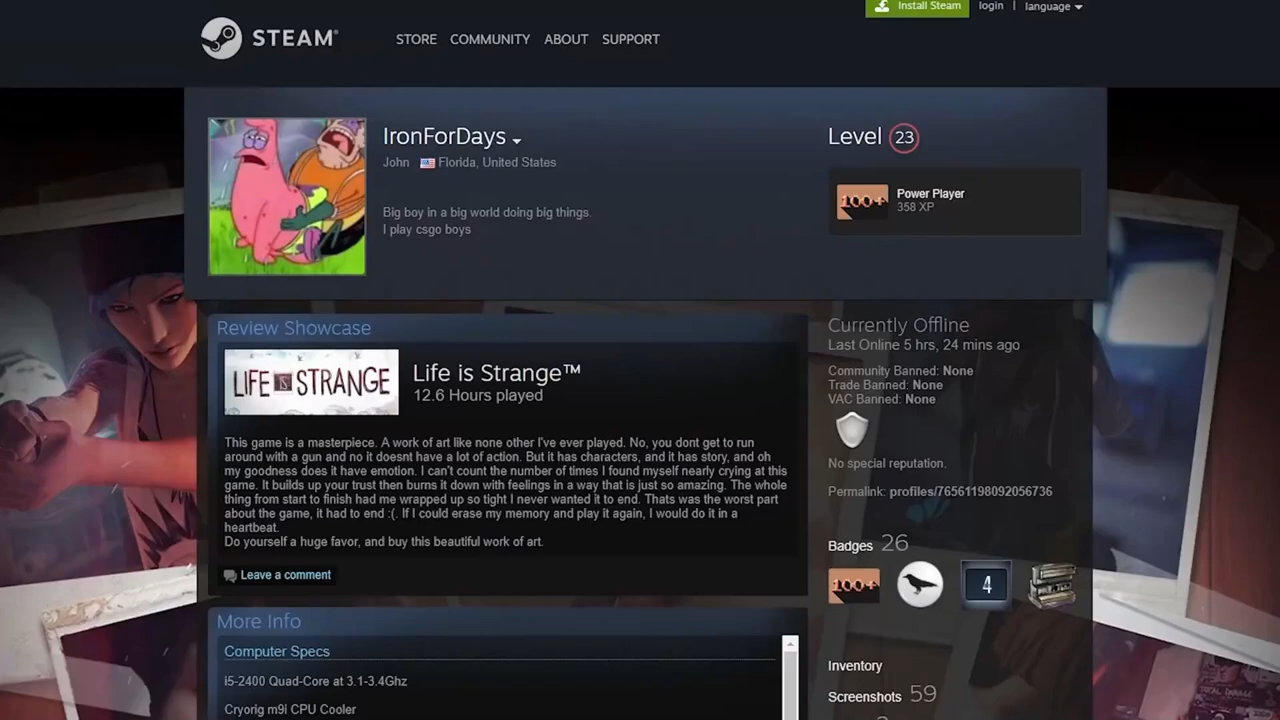 Install Steam
login | language
STEAM®
STORE COMMUNITY ABOUT SUPPORT
IronForDays
John Florida, United States
Big boy in a big world doing big things.
I play csgo boys
Level 23
100+
Power Player
358 XP
Review Showcase
LIFE IS STRANGE
Life is Strange™
12.6 Hours played
This game is a masterpiece. A work of art like none other I've ever played. No, you dont get to run
around with a gun and no it doesnt have a lot of action. But it has characters, and it has story, and oh
my goodness does it have emotion. I can't count the number of times I found myself nearly crying at this
game. It builds up your trust then burns it down with feelings in a way that is just so amazing. The whole
thing from start to finish had me wrapped up so tight I never wanted it to end. Thats was the worst part
about the game, it had to end :(. If I could erase my memory and play it again, I would do it in a
heartbeat.
Do yourself a huge favor, and buy this beautiful work of art.
Leave a comment
More Info
Computer Specs
i5-2400 Quad-Core at 3.1-3.4Ghz
Cryorig m9i CPU Cooler
Currently Offline
Last Online 5 hrs, 24 mins ago
Community Banned: None
Trade Banned: None
VAC Banned: None
No special reputation.
Permalink: profiles/76561198092056736
Badges 26
100+
4
Inventory
Screenshots 59